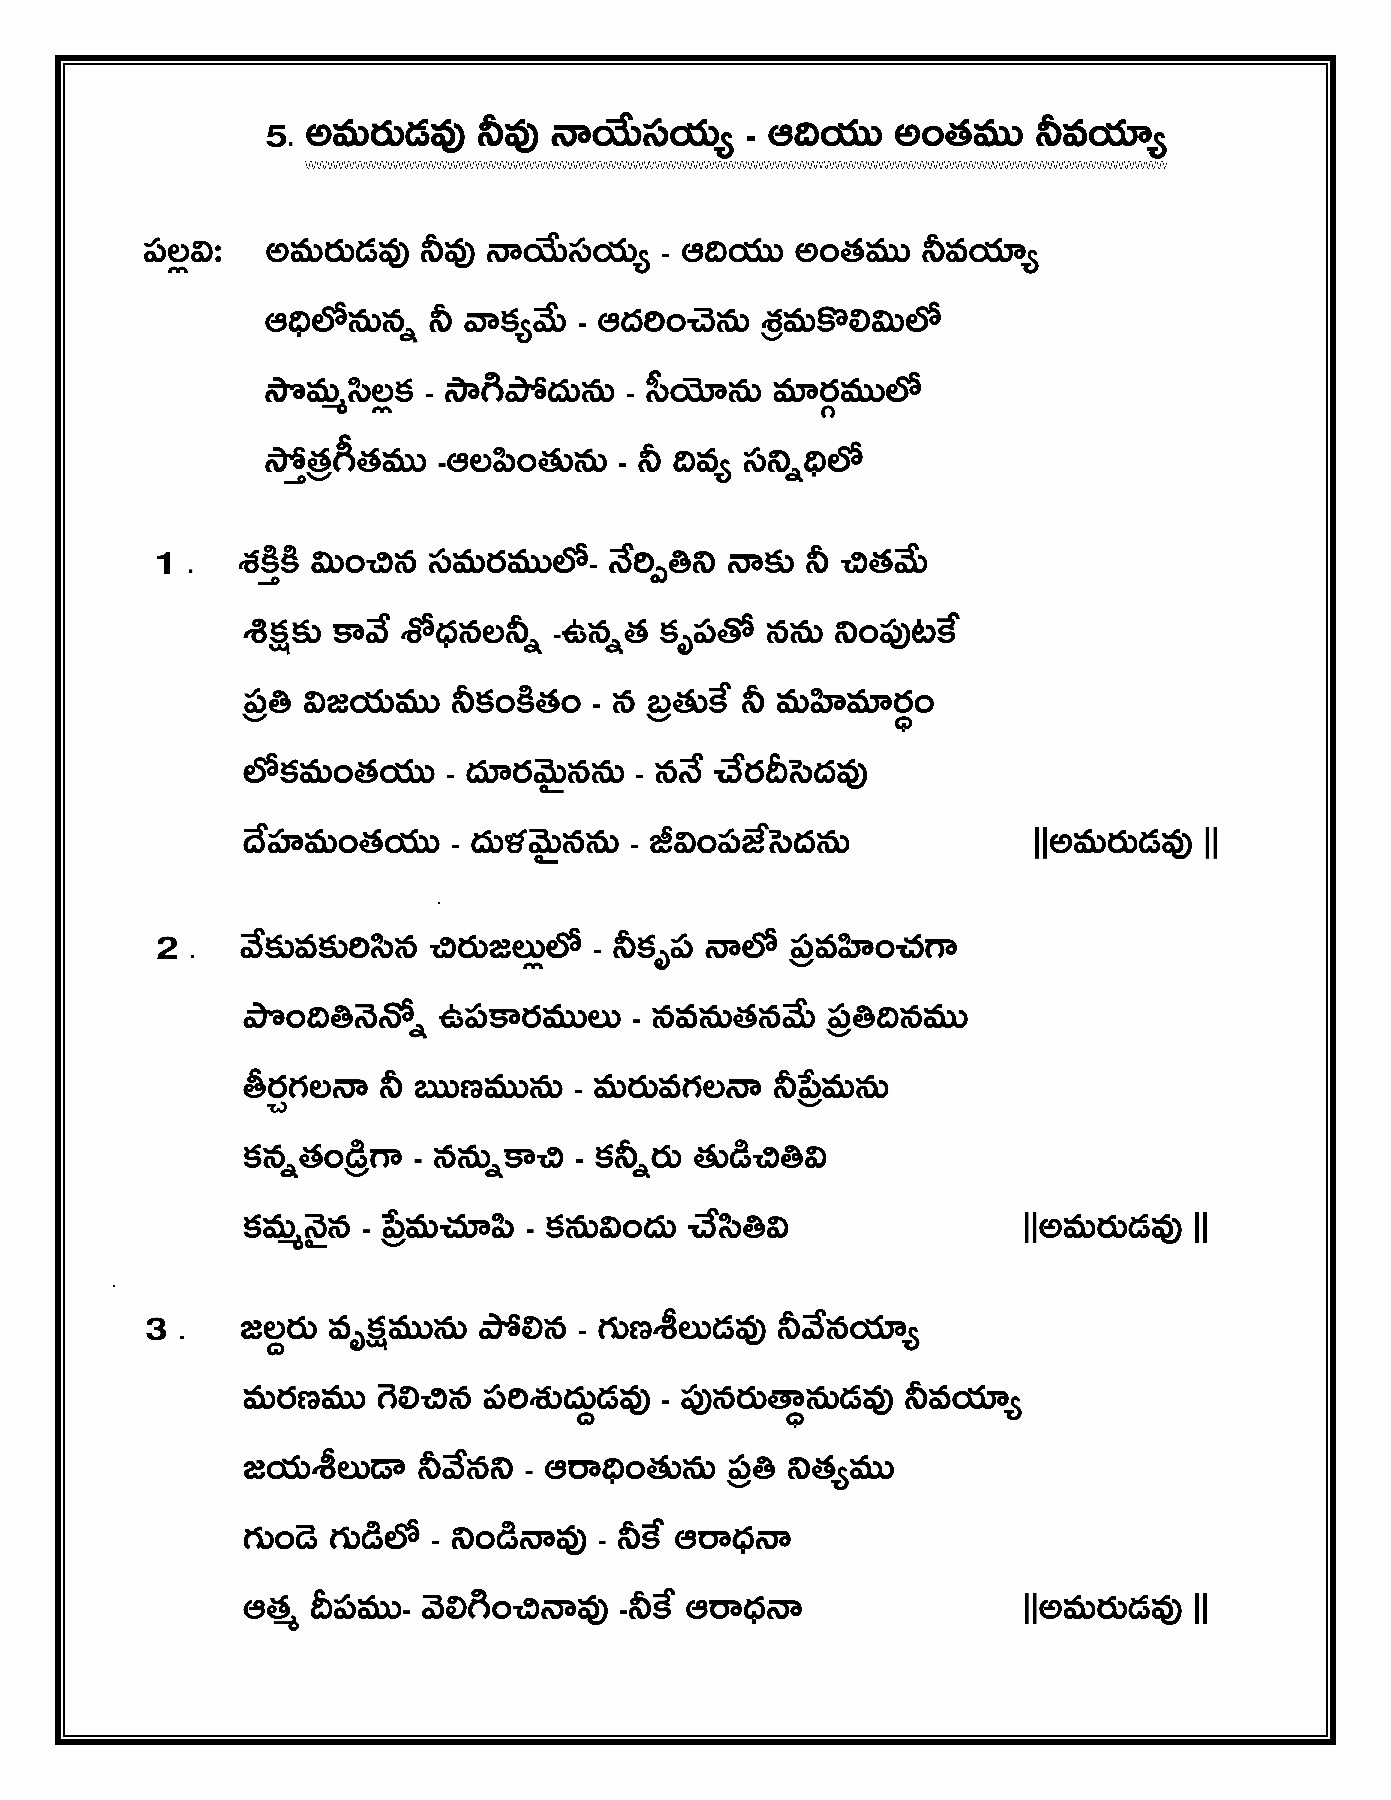 5. అమరుడవు నీవు నాయేసయ్య - ఆదియు అంతము నీవయ్యా
పల్లవి: అమరుడవు నీవు నాయేసయ్య - ఆదియు అంతము నీవయ్యా
ఆధిలోనున్న నీ వాక్యమే - ఆదరించెను శ్రమకొలిమిలో
సొమ్మసిల్లక - సాగిపోదును - సీయోను మార్గములో
స్తోత్రగీతము -ఆలపింతును - నీ దివ్య సన్నిధిలో
1 . శక్తికి మించిన సమరములో- నేర్పితిని నాకు నీ చితమే
శిక్షకు కావే శోధనలన్నీ -ఉన్నత కృపతో నను నింపుటకే
ప్రతి విజయము నీకంకితం - న బ్రతుకే నీ మహిమార్ధం
లోకమంతయు - దూరమైనను - ననే చేరదీసెదవు
దేహమంతయు - దుళమైనను - జీవింపజేసెదను ||అమరుడవు ||
2 . వేకువకురిసిన చిరుజల్లులో - నీకృప నాలో ప్రవహించగా
పొందితినెన్నో ఉపకారములు - నవనుతనమే ప్రతిదినము
తీర్చగలనా నీ ఋణమును - మరువగలనా నీప్రేమను
కన్నతండ్రిగా - నన్నుకాచి - కన్నీరు తుడిచితివి
కమ్మనైన - ప్రేమచూపి - కనువిందు చేసితివి ||అమరుడవు ||
3 . జల్దరు వృక్షమును పోలిన - గుణశీలుడవు నీవేనయ్యా
మరణము గెలిచిన పరిశుద్దుడవు - పునరుత్ధానుడవు నీవయ్యా
జయశీలుడా నీవేనని - ఆరాధింతును ప్రతి నిత్యము
గుండె గుడిలో - నిండినావు - నీకే ఆరాధనా
ఆత్మ దీపము- వెలిగించినావు -నీకే ఆరాధనా ||అమరుడవు ||